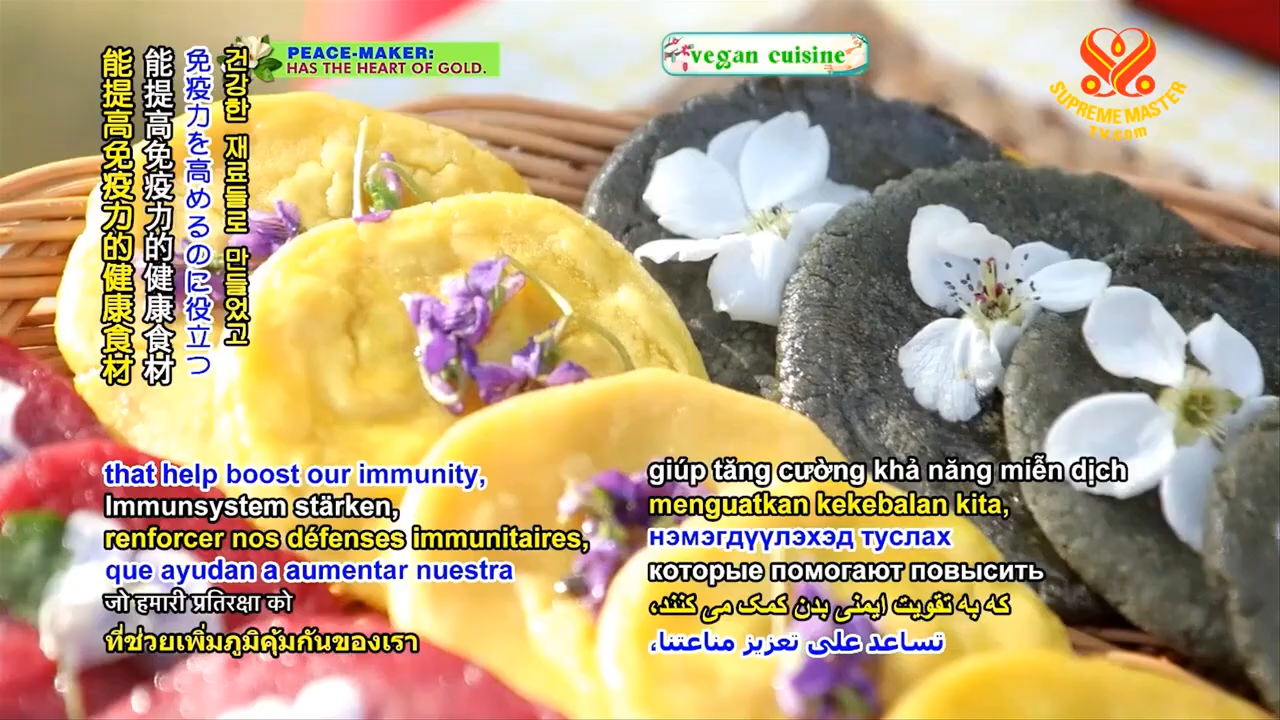 PEACE-MAKER:
HAS THE HEART OF GOLD.
vegan cuisine
SUPREME MASTER
TV.com
건강한 재료들로 만들었고
免疫力を高めるのに役立つ
能提高免疫力的健康食材
能提高免疫力的健康食材
that help boost our immunity,
Immunsystem stärken,
renforcer nos défenses immunitaires,
que ayudan a aumentar nuestra
जो हमारी प्रतिरक्षा को
ที่ช่วยเพิ่มภูมิคุ้มกันของเรา
giúp tăng cường khả năng miễn dịch
menguatkan kekebalan kita,
нэмэгдүүлэхэд туслах
которые помогают повысить
که به تقویت ایمنی بدن کمک می کنند،
تساعد على تعزيز مناعتنا،